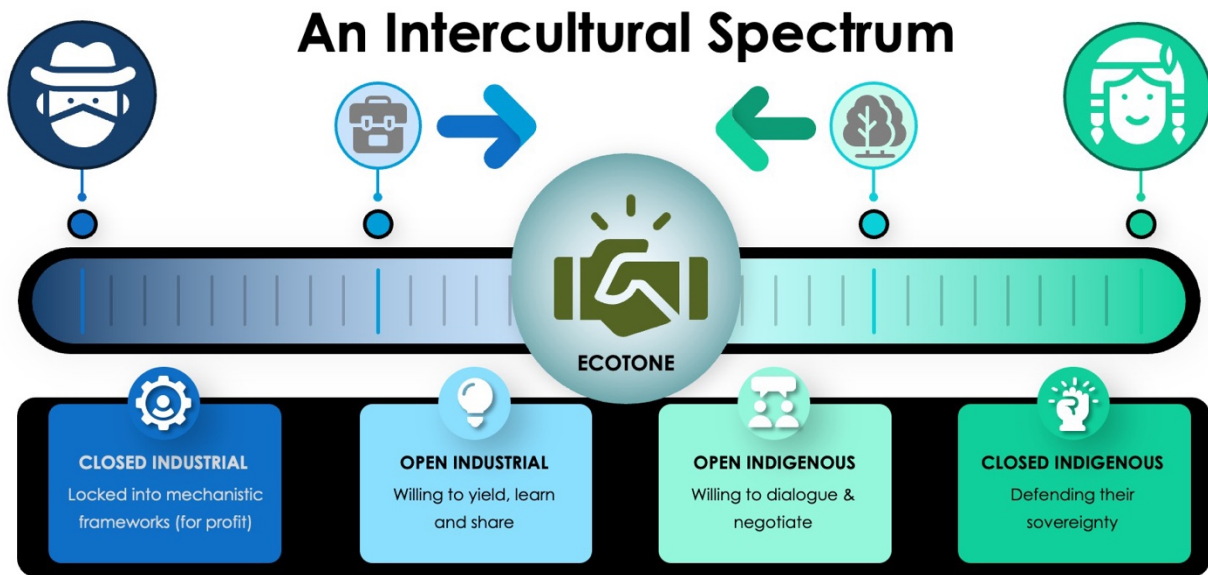 An Intercultural Spectrum
ECOTONE
CLOSED INDUSTRIAL
Locked into mechanistic
frameworks (for profit)
OPEN INDUSTRIAL
Willing to yield, learn
and share
OPEN INDIGENOUS
Willing to dialogue &
negotiate
CLOSED INDIGENOUS
Defending their
sovereignty